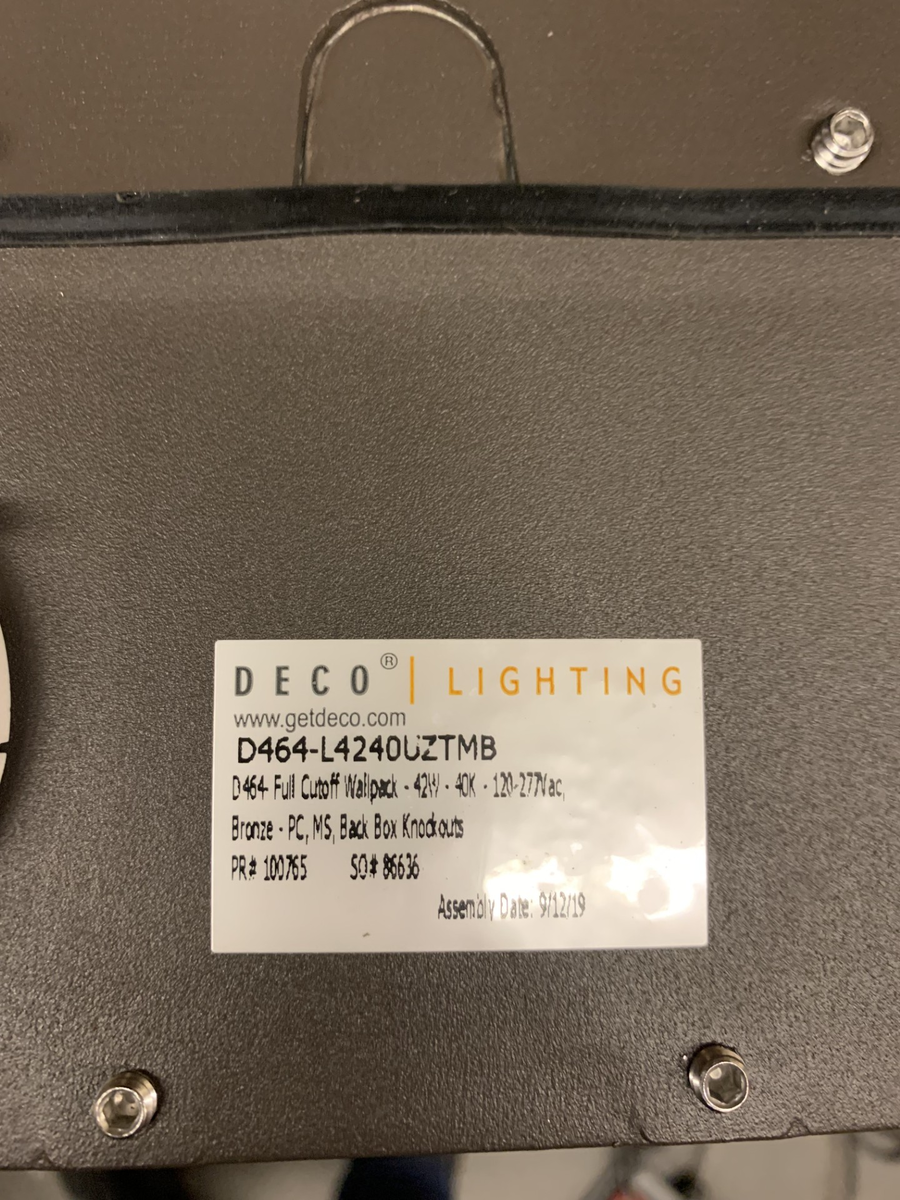 DECO® | LIGHTING
www.getdeco.com
D464-L4240UZTMB
D464- Full Cutoff Wallpack - 42W - 40K - 120-277Vac,
Bronze - PC, MS, Back Box Knockouts
PR# 100765 SO# 86636
Assembly Date: 9/12/19